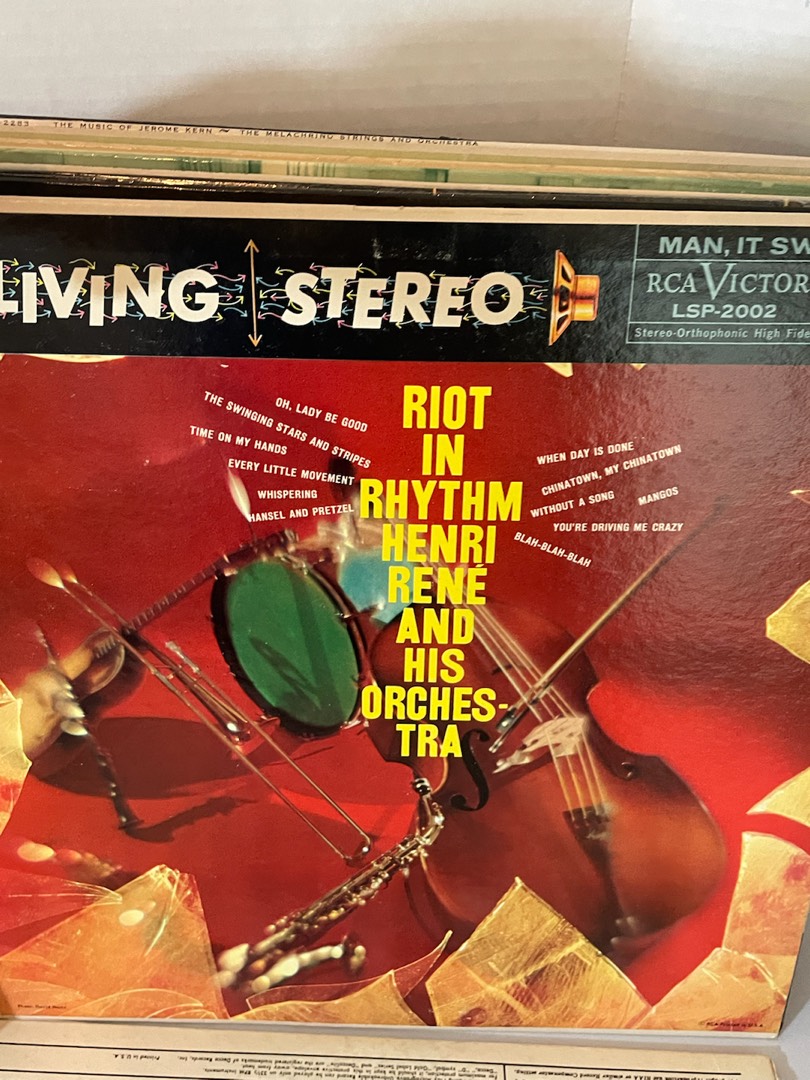 2283 THE MUSIC OF JEROME KERN ~ THE MELACHRINO STRINGS AND ORCHESTRA
LIVING STEREO
MAN, IT SW
RCA VICTOR
LSP-2002
Stereo-Orthophonic High Fide
RIOT
IN
RHYTHM
HENRI
RENÉ
AND
HIS
ORCHES-
TRA
OH, LADY BE GOOD
THE SWINGING STARS AND STRIPES
TIME ON MY HANDS
EVERY LITTLE MOVEMENT
WHISPERING
HANSEL AND PRETZEL
WHEN DAY IS DONE
CHINATOWN, MY CHINATOWN
WITHOUT A SONG
MANGOS
YOU'RE DRIVING ME CRAZY
BLAH-BLAH-BLAH
Printed in U.S.A.